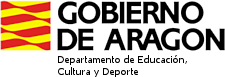 GOBIERNO
DE ARAGON
Departamento de Educación,
Cultura y Deporte